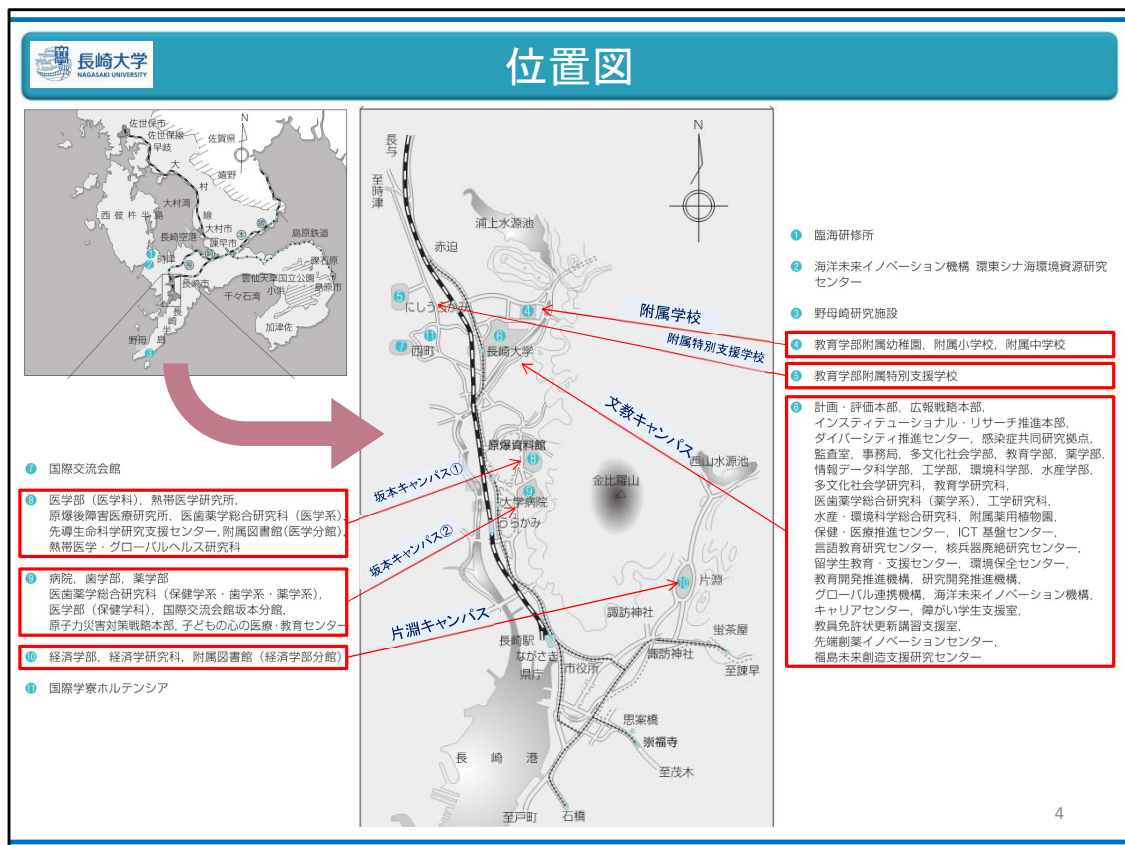 長崎大学
NAGASAKI UNIVERSITY
位置図
佐世保市
佐世保線
早岐
佐賀県
N
嬉野
大
村
線
大村湾
西彼杵半島
長崎空港
大村市
諫早市
本
島原鉄道
時津
長崎市
雲仙天草国立公園
小浜
島原市
千々石湾
加津佐
長崎半島
野母
1
2
3
N
長与
至時津
浦上水源池
赤迫
5
にしうらかみ
4
11
6
7
西町
長崎大学
原爆資料館
8
9
大学病院
うらかみ
金比羅山
西山水源池
10
片淵
諏訪神社
蛍茶屋
長崎駅
ながさき
県庁
市役所
諏訪神社
至諫早
思案橋
崇福寺
至茂木
長崎港
至戸町
石橋
附属学校
附属特別支援学校
文教キャンパス
坂本キャンパス①
坂本キャンパス②
片淵キャンパス
1 臨海研修所
2 海洋未来イノベーション機構 環東シナ海環境資源研究
センター
3 野母崎研究施設
4 教育学部附属幼稚園，附属小学校，附属中学校
5 教育学部附属特別支援学校
6 計画・評価本部，広報戦略本部，
インスティテューショナル・リサーチ推進本部，
ダイバーシティ推進センター，感染症共同研究拠点，
監査室，事務局，多文化社会学部，教育学部，薬学部，
情報データ科学部，工学部，環境科学部，水産学部，
多文化社会学研究科，教育学研究科，
医歯薬学総合研究科（薬学系），工学研究科，
水産・環境科学総合研究科，附属薬用植物園，
保健・医療推進センター，ICT 基盤センター，
言語教育研究センター，核兵器廃絶研究センター，
留学生教育・支援センター，環境保全センター，
教育開発推進機構，研究開発推進機構，
グローバル連携機構，海洋未来イノベーション機構，
キャリアセンター，障がい学生支援室，
教員免許状更新講習支援室，
先端創薬イノベーションセンター，
福島未来創造支援研究センター
7 国際交流会館
8 医学部（医学科），熱帯医学研究所，
原爆後障害医療研究所，医歯薬学総合研究科（医学系），
先導生命科学研究支援センター，附属図書館（医学分館），
熱帯医学・グローバルヘルス研究科
9 病院，歯学部，薬学部
医歯薬学総合研究科（保健学系・歯学系・薬学系），
医学部（保健学科），国際交流会館坂本分館，
原子力災害対策戦略本部，子どもの心の医療・教育センター
10 経済学部，経済学研究科，附属図書館（経済学部分館）
11 国際学寮ホルテンシア
4